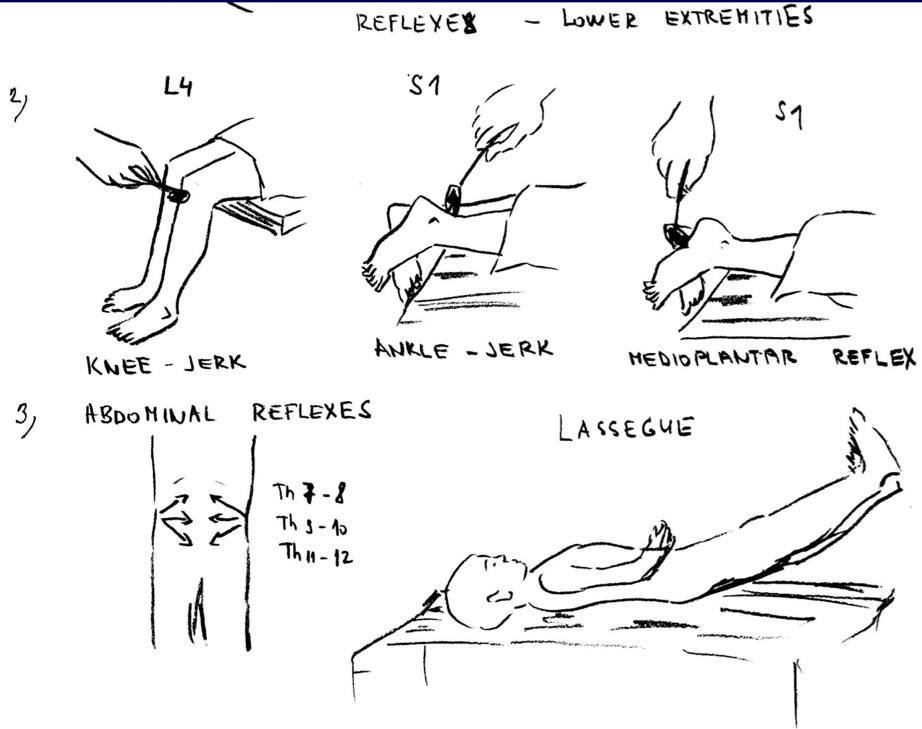 REFLEXES - LOWER EXTREMITIES
2)
L4
S1
S1
KNEE - JERK
ANKLE - JERK
MEDIOPLANTAR REFLEX
3) ABDOMINAL REFLEXES
LASSEGUE
Th 7-8
Th 9-10
Th 11-12